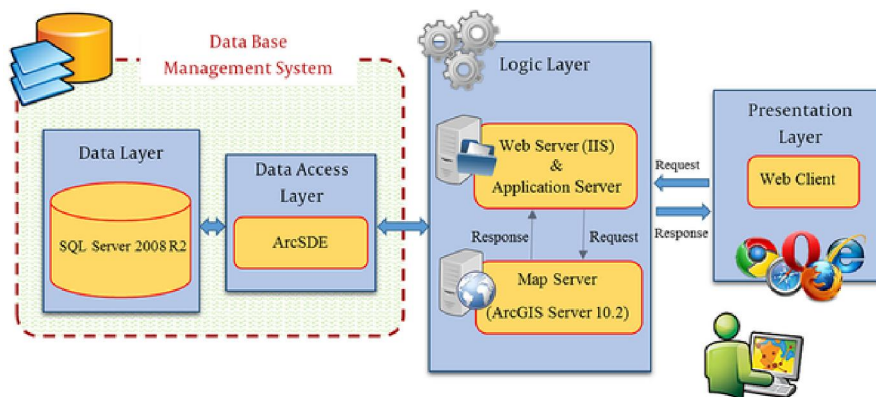 Data Base
Management System
Data Layer
SQL Server 2008 R2
Data Access
Layer
ArcSDE
Logic Layer
Web Server (IIS)
&
Application Server
Response
Request
Map Server
(ArcGIS Server 10.2)
Request
Response
Presentation
Layer
Web Client